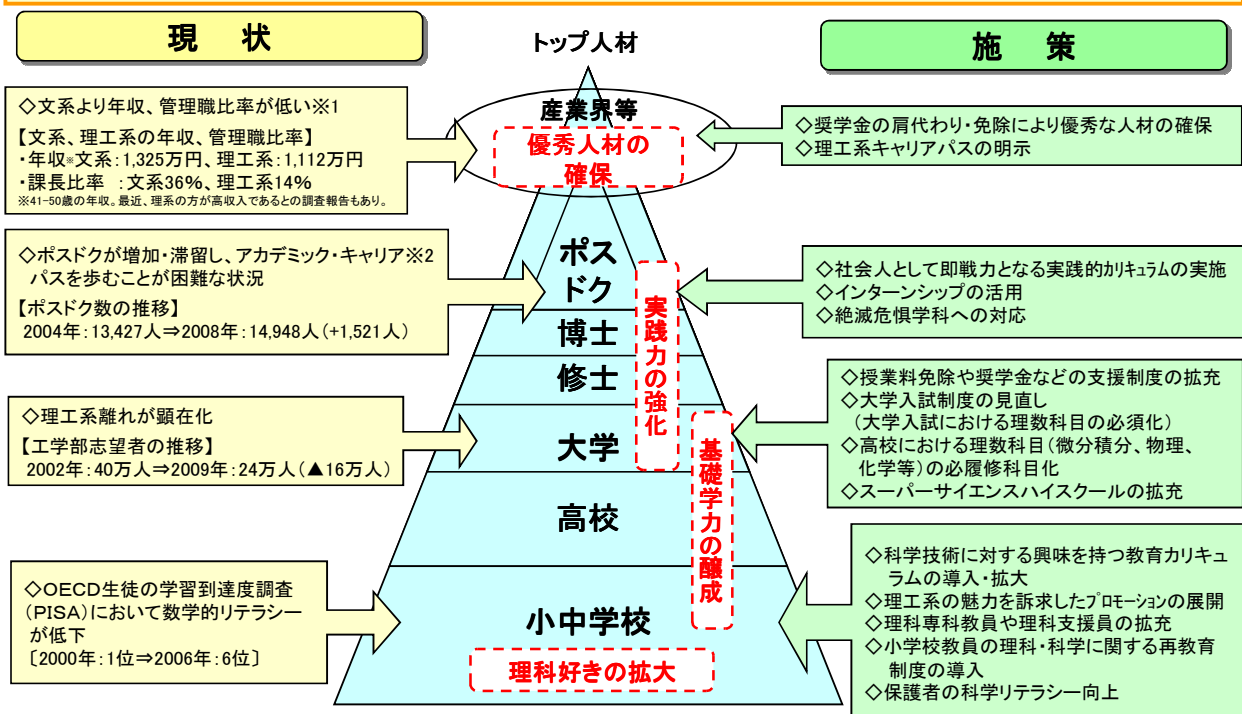 現 状
◇文系より年収、管理職比率が低い※1
【文系、理工系の年収、管理職比率】
・年収※文系：1,325万円、理工系：1,112万円
・課長比率 ：文系36%、理工系14%
※41-50歳の年収。最近、理系の方が高収入であるとの調査報告もあり。
◇ポスドクが増加・滞留し、アカデミック・キャリア※2
パスを歩むことが困難な状況
【ポスドク数の推移】
2004年：13,427人⇒2008年：14,948人（+1,521人）
◇理工系離れが顕在化
【工学部志望者の推移】
2002年：40万人⇒2009年：24万人（▲16万人）
◇OECD生徒の学習到達度調査
（PISA）において数学的リテラシー
が低下
〔2000年：1位⇒2006年：6位〕
トップ人材
産業界等
優秀人材の
確保
ポス
ドク
博士
修士
大学
高校
小中学校
理科好きの拡大
実践力の強化
基礎学力の醸成
施 策
◇奨学金の肩代わり・免除により優秀な人材の確保
◇理工系キャリアパスの明示
◇社会人として即戦力となる実践的カリキュラムの実施
◇インターンシップの活用
◇絶滅危惧学科への対応
◇授業料免除や奨学金などの支援制度の拡充
◇大学入試制度の見直し
（大学入試における理数科目の必須化）
◇高校における理数科目（微分積分、物理、
化学等）の必履修科目化
◇スーパーサイエンスハイスクールの拡充
◇科学技術に対する興味を持つ教育カリキュ
ラムの導入・拡大
◇理工系の魅力を訴求したプロモーションの展開
◇理科専科教員や理科支援員の拡充
◇小学校教員の理科・科学に関する再教育
制度の導入
◇保護者の科学リテラシー向上